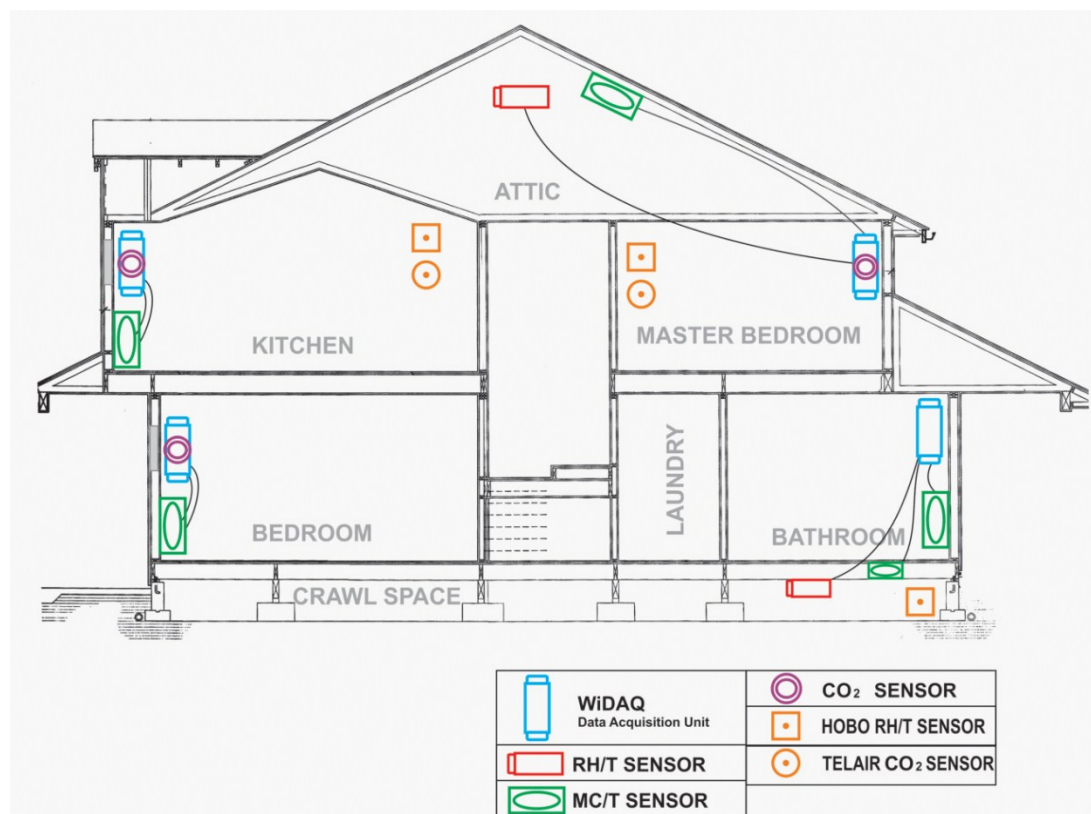 ATTIC
KITCHEN
MASTER BEDROOM
BEDROOM
LAUNDRY
BATHROOM
CRAWL SPACE
WiDAQ
Data Acquisition Unit
RH/T SENSOR
MC/T SENSOR
CO₂ SENSOR
HOBO RH/T SENSOR
TELAIR CO₂ SENSOR